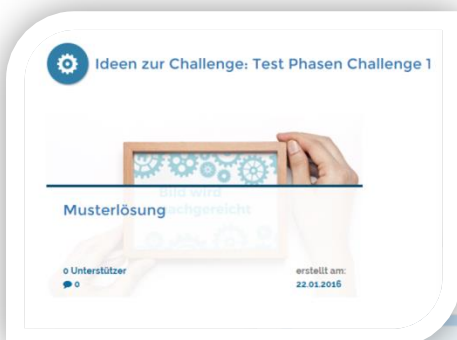 Ideen zur Challenge: Test Phasen Challenge 1
Bild wird
nachgereicht
Musterlösung
0 Unterstützer
0
erstellt am:
22.01.2016